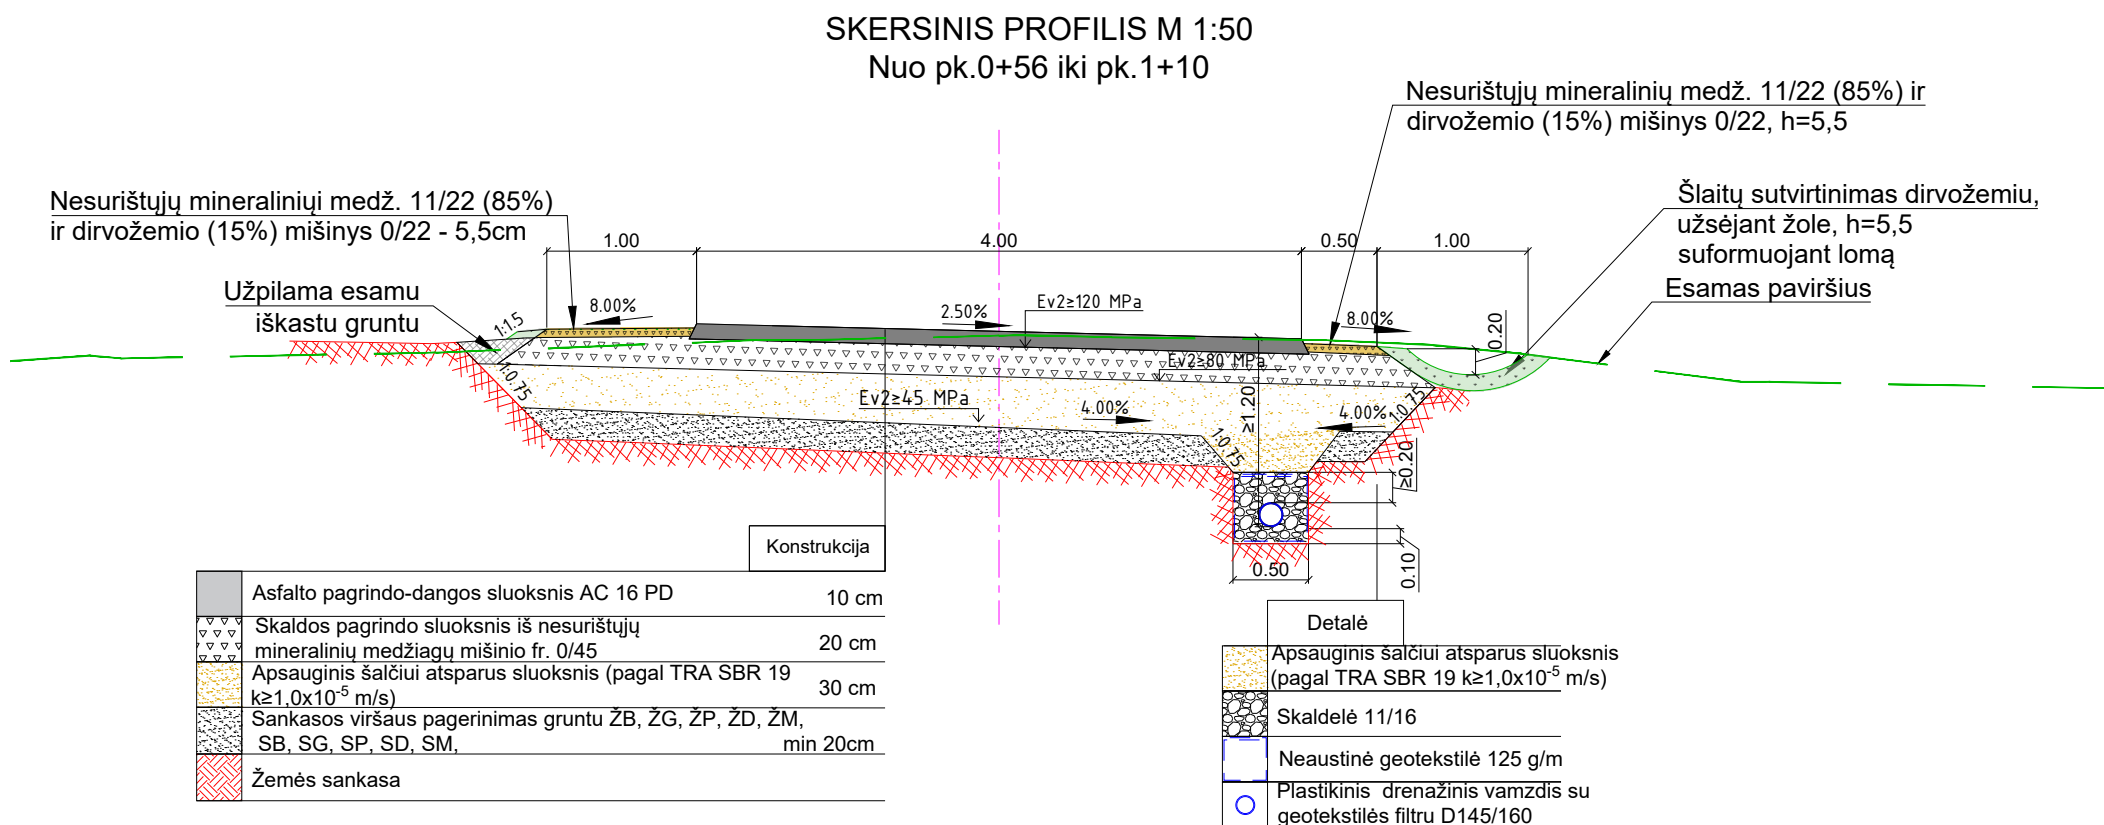 SKERSINIS PROFILIS M 1:50
Nuo pk.0+56 iki pk.1+10
Nesurištųjų mineralinių medž. 11/22 (85%) ir
dirvožemio (15%) mišinys 0/22, h=5,5
Nesurištųjų mineraliniųi medž. 11/22 (85%)
ir dirvožemio (15%) mišinys 0/22 - 5,5cm
Šlaitų sutvirtinimas dirvožemiu,
užsėjant žole, h=5,5
suformuojant lomą
Esamas paviršius
Užpilama esamu
iškastu gruntu
1.00
4.00
0.50
1.00
1:1.5
8.00%
2.50%
Ev2≥120 MPa
8.00%
0.20
Ev2≥80 MPa
1:0.75
Ev2≥45 MPa
4.00%
≥1.20
4.00%
1:0.75
1:0.75
≥0.20
0.10
0.50
Konstrukcija
Asfalto pagrindo-dangos sluoksnis AC 16 PD 10 cm
Skaldos pagrindo sluoksnis iš nesurištųjų
mineralinių medžiagų mišinio fr. 0/45 20 cm
Apsauginis šalčiui atsparus sluoksnis (pagal TRA SBR 19
k≥1,0x10⁻⁵ m/s) 30 cm
Sankasos viršaus pagerinimas gruntu ŽB, ŽG, ŽP, ŽD, ŽM,
SB, SG, SP, SD, SM, min 20cm
Žemės sankasa
Detalė
Apsauginis šalčiui atsparus sluoksnis
(pagal TRA SBR 19 k≥1,0x10⁻⁵ m/s)
Skaldelė 11/16
Neaustinė geotekstilė 125 g/m
Plastikinis drenažinis vamzdis su
geotekstilės filtru D145/160